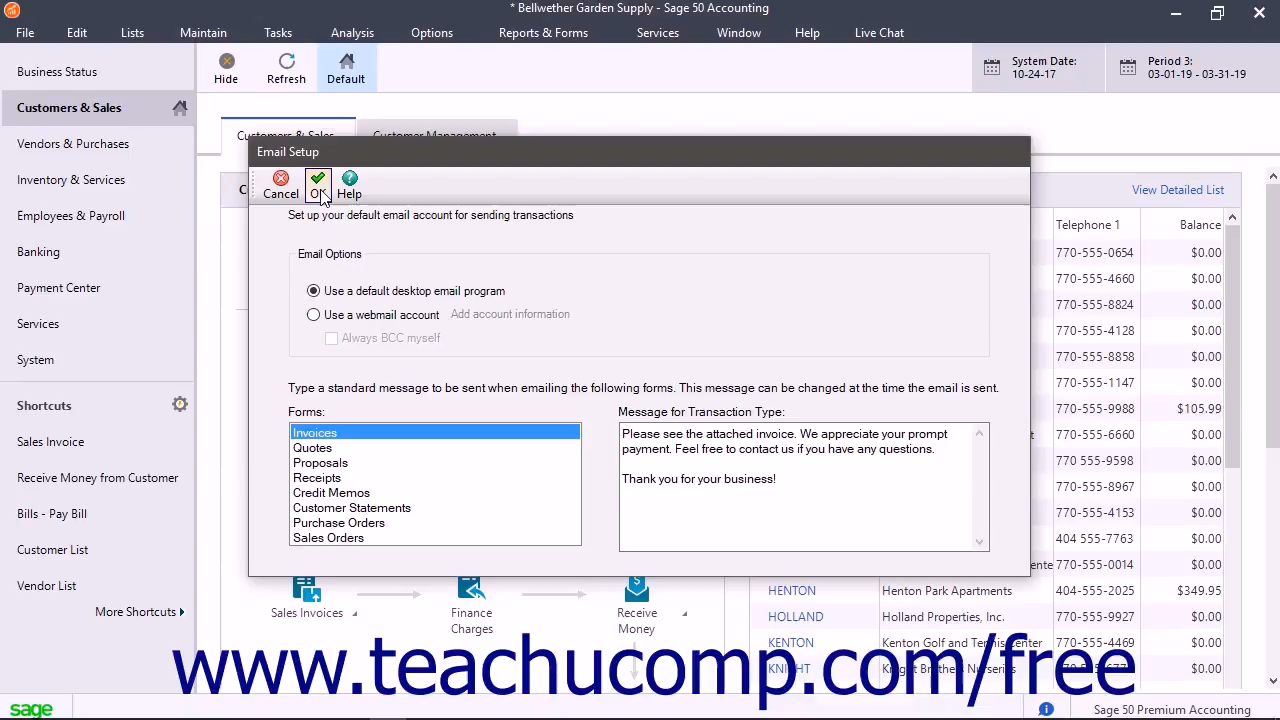 * Bellwether Garden Supply - Sage 50 Accounting
File Edit Lists Maintain Tasks Analysis Options Reports & Forms Services Window Help Live Chat
Business Status
Customers & Sales
Vendors & Purchases
Inventory & Services
Employees & Payroll
Banking
Payment Center
Services
System
Shortcuts
Sales Invoice
Receive Money from Customer
Bills - Pay Bill
Customer List
Vendor List
More Shortcuts
Hide Refresh Default
System Date:
10-24-17
Period 3:
03-01-19 - 03-31-19
Customers & Sales Customer Management
Email Setup
Cancel OK Help
Set up your default email account for sending transactions
Email Options
Use a default desktop email program
Use a webmail account Add account information
Always BCC myself
Type a standard message to be sent when emailing the following forms. This message can be changed at the time the email is sent.
Forms:
Invoices
Quotes
Proposals
Receipts
Credit Memos
Customer Statements
Purchase Orders
Sales Orders
Message for Transaction Type:
Please see the attached invoice. We appreciate your prompt
payment. Feel free to contact us if you have any questions.
Thank you for your business!
View Detailed List
Telephone 1 Balance
770-555-0654 $0.00
770-555-4660 $0.00
770-555-8824 $0.00
770-555-4128 $0.00
770-555-8858 $0.00
770-555-1147 $0.00
770-555-9988 $105.99
770-555-6660 $0.00
770 555-9598 $0.00
770-555-8967 $0.00
770-555-4153 $0.00
404 555-7763 $0.00
770-555-0014 $0.00
HENTON Henton Park Apartments 404-555-2025 $349.95
HOLLAND Holland Properties, Inc. 770-555-9927 $0.00
KENTON Kenton Golf and Tennis Center 770-555-4469 $0.00
KNIGHT Knight Brothers Nurseries $0.00
Sales Invoices
Finance
Charges
Receive
Money
www.teachucomp.com/free
sage
Sage 50 Premium Accounting